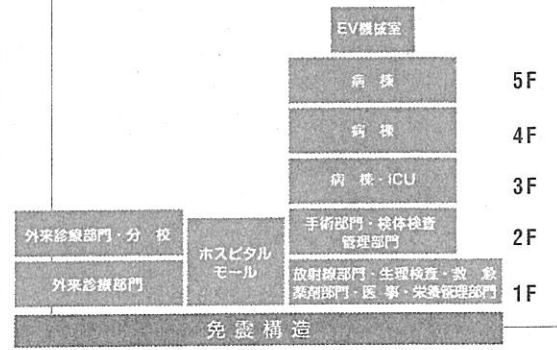 EV機械室
病 棟
5F
病 棟
4F
病 棟・ICU
3F
外来診療部門・分 校
手術部門・検体検査
管理部門
2F
ホスピタル
モール
外来診療部門
放射線部門・生理検査・救 急
薬剤部門・医 事・栄養管理部門
1F
免震構造